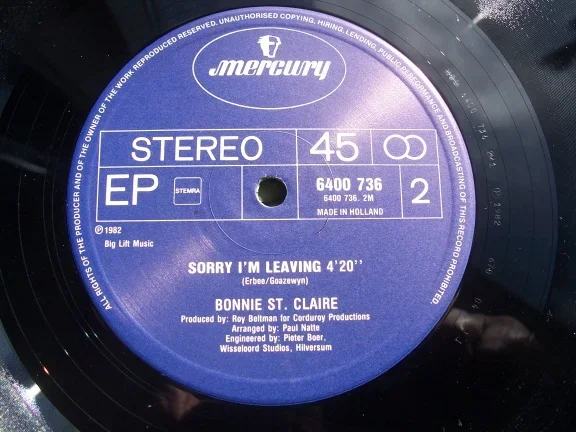 ALL RIGHTS OF THE PRODUCER AND OF THE OWNER OF THE WORK REPRODUCED RESERVED. UNAUTHORISED COPYING, HIRING, LENDING, PUBLIC PERFORMANCE AND BROADCASTING OF THIS RECORD PROHIBITED.
mercury
STEREO 45
EP STEMRA 6400 736 2
6400 736.2M
MADE IN HOLLAND
℗ 1982
Big Lift Music
SORRY I'M LEAVING 4'20''
(Erbee/Goazewyn)
BONNIE ST. CLAIRE
Produced by: Roy Beltman for Corduroy Productions
Arranged by: Paul Natte
Engineered by: Pieter Boer,
Wisseloord Studios, Hilversum